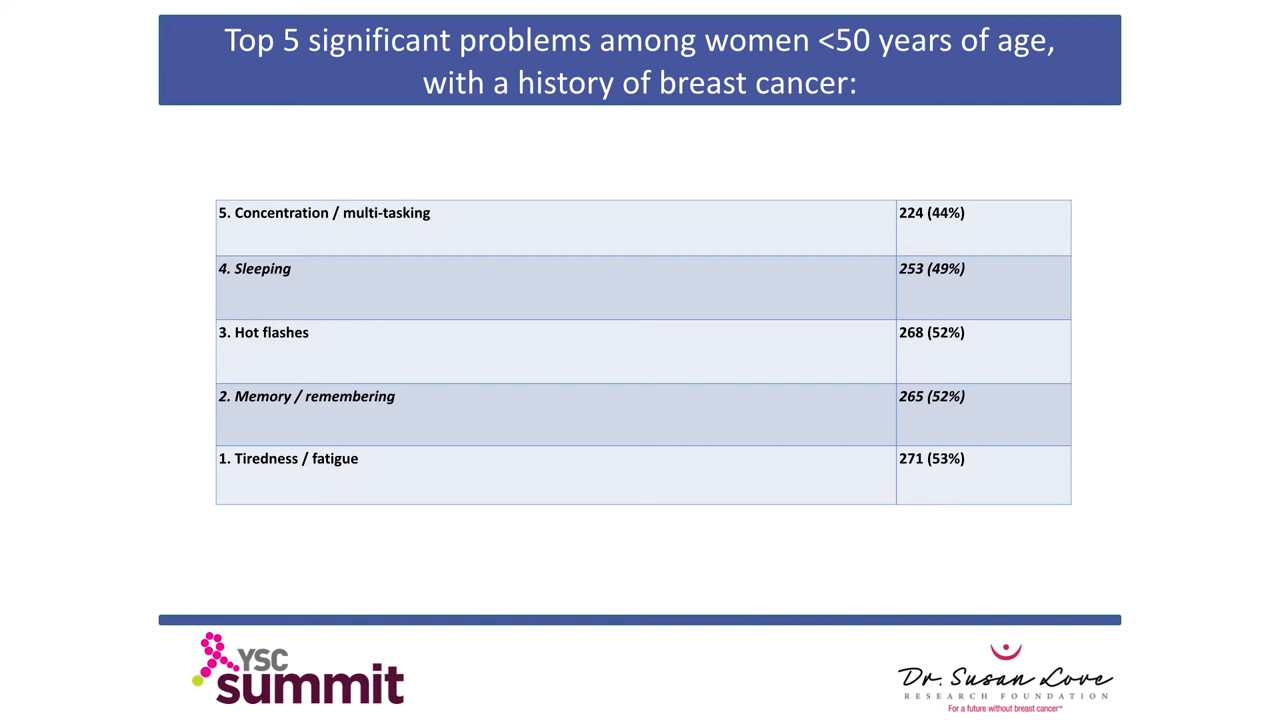 Top 5 significant problems among women <50 years of age,
with a history of breast cancer:
5. Concentration / multi-tasking 224 (44%)
4. Sleeping 253 (49%)
3. Hot flashes 268 (52%)
2. Memory / remembering 265 (52%)
1. Tiredness / fatigue 271 (53%)
YSC
summit
Dr. Susan Love
RESEARCH FOUNDATION
For a future without breast cancer™